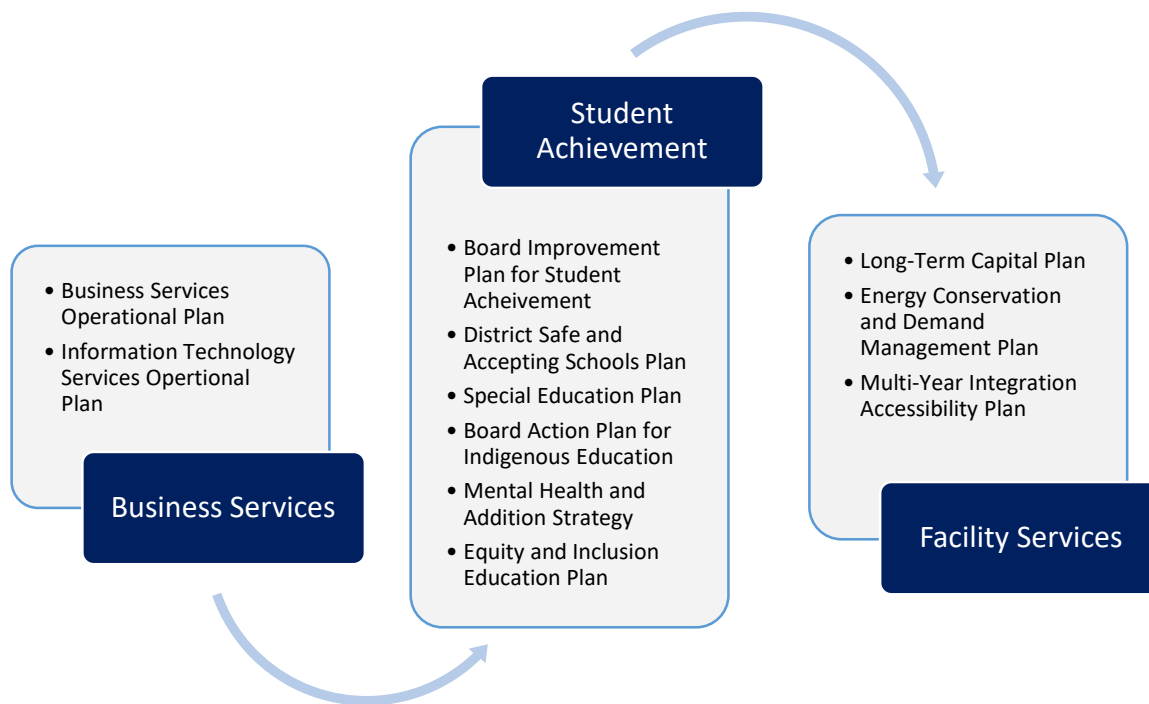 • Business Services
Operational Plan
• Information Technology
Services Opertional
Plan
Business Services
Student
Achievement
• Board Improvement
Plan for Student
Acheivement
• District Safe and
Accepting Schools Plan
• Special Education Plan
• Board Action Plan for
Indigenous Education
• Mental Health and
Addition Strategy
• Equity and Inclusion
Education Plan
• Long-Term Capital Plan
• Energy Conservation
and Demand
Management Plan
• Multi-Year Integration
Accessibility Plan
Facility Services